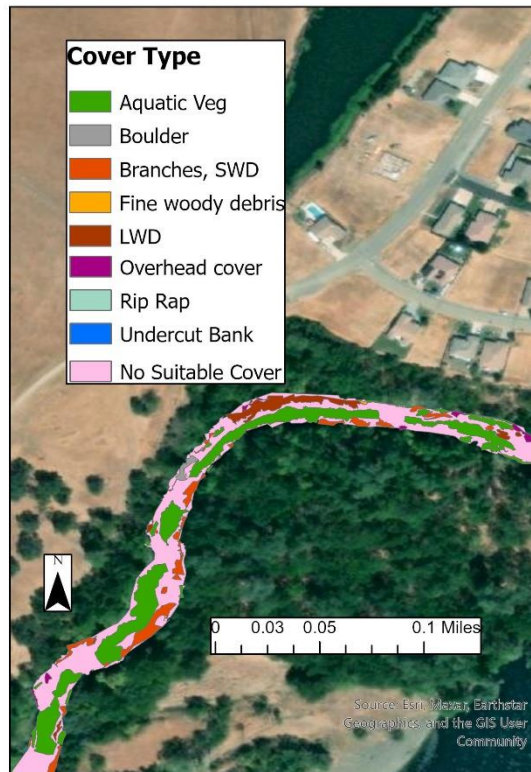 Cover Type
Aquatic Veg
Boulder
Branches, SWD
Fine woody debris
LWD
Overhead cover
Rip Rap
Undercut Bank
No Suitable Cover
N
0 0.03 0.05 0.1 Miles
Source: Esri, Maxar, Earthstar
Geographics, and the GIS User
Community